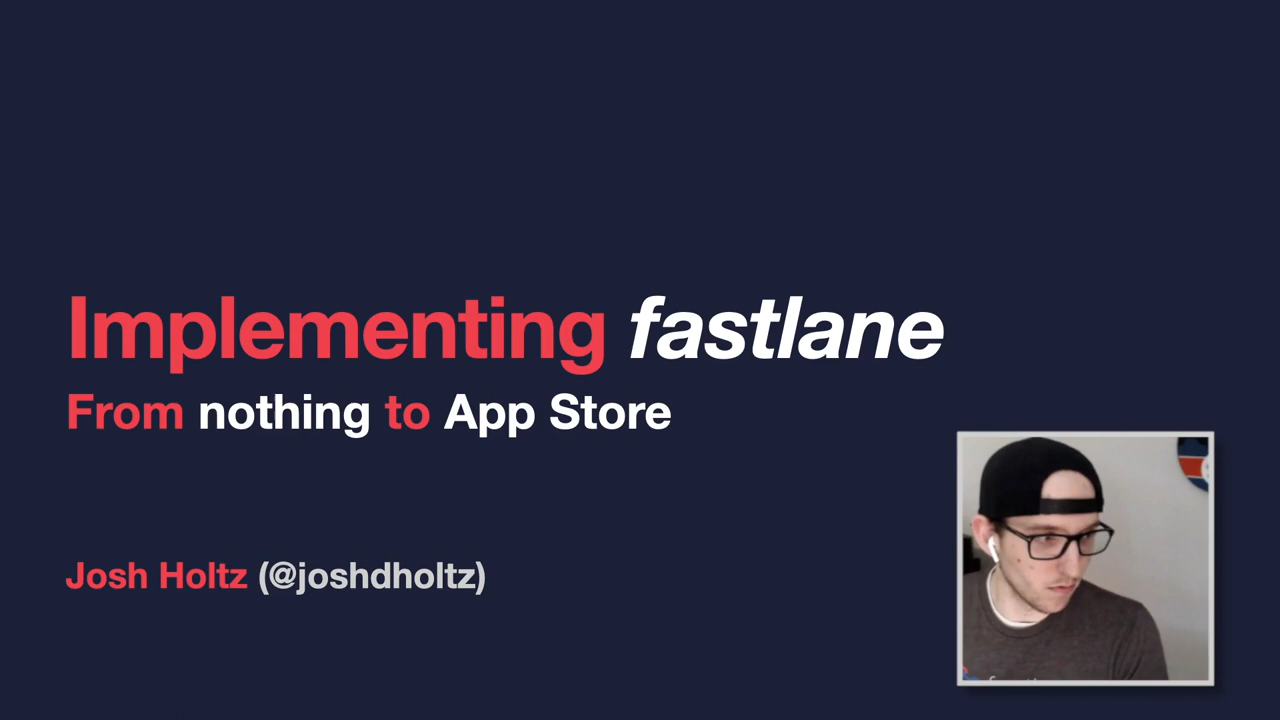 Implementing fastlane
From nothing to App Store
Josh Holtz (@joshdholtz)